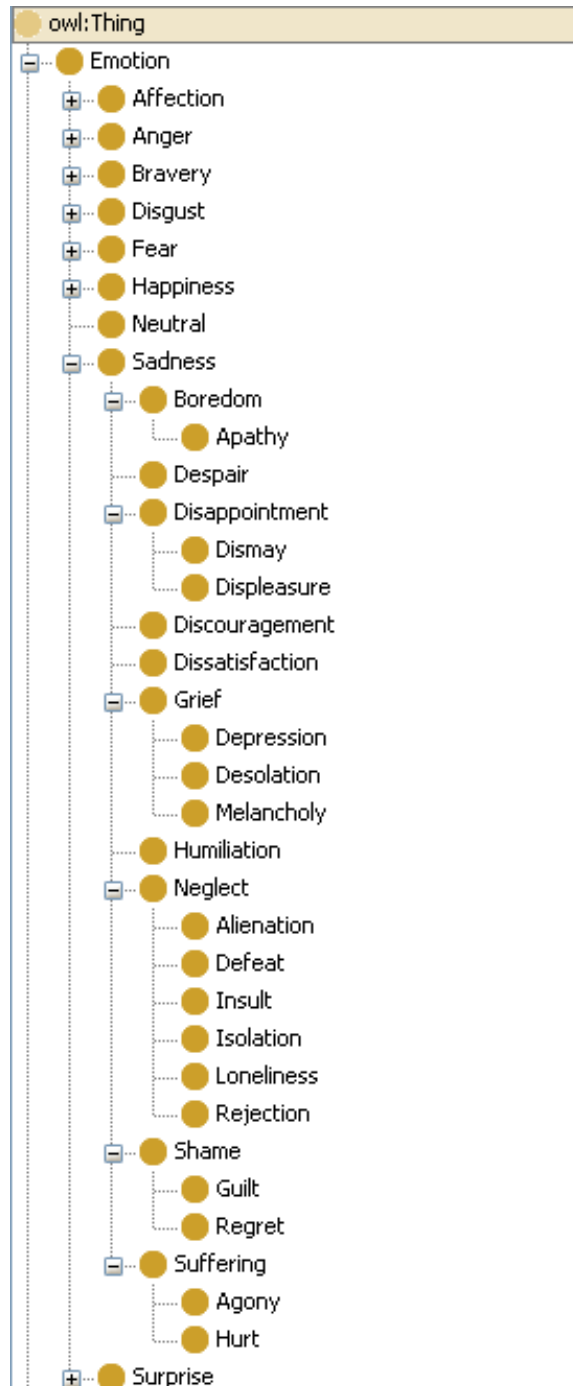 owl:Thing
Emotion
Affection
Anger
Bravery
Disgust
Fear
Happiness
Neutral
Sadness
Boredom
Apathy
Despair
Disappointment
Dismay
Displeasure
Discouragement
Dissatisfaction
Grief
Depression
Desolation
Melancholy
Humiliation
Neglect
Alienation
Defeat
Insult
Isolation
Loneliness
Rejection
Shame
Guilt
Regret
Suffering
Agony
Hurt
Surprise